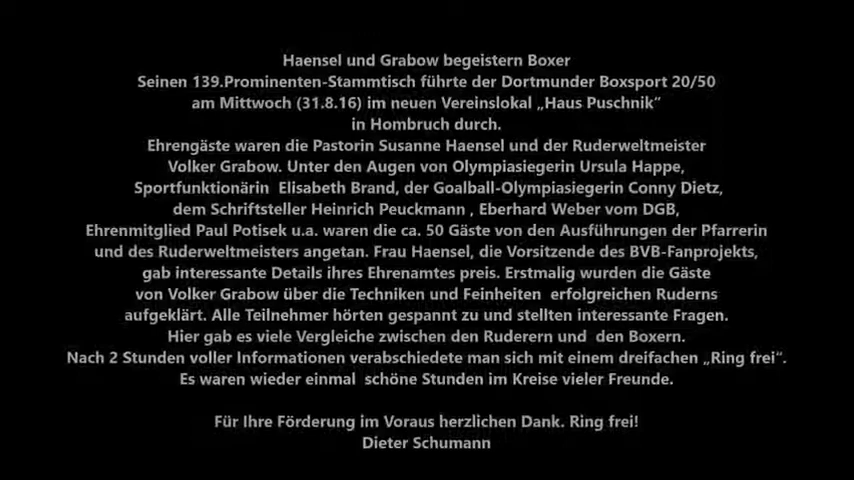 Haensel und Grabow begeistern Boxer
Seinen 139.Prominenten-Stammtisch führte der Dortmunder Boxsport 20/50
am Mittwoch (31.8.16) im neuen Vereinslokal „Haus Puschnik“
in Hombruch durch.
Ehrengäste waren die Pastorin Susanne Haensel und der Ruderweltmeister
Volker Grabow. Unter den Augen von Olympiasiegerin Ursula Happe,
Sportfunktionärin  Elisabeth Brand, der Goalball-Olympiasiegerin Conny Dietz,
dem Schriftsteller Heinrich Peuckmann , Eberhard Weber vom DGB,
Ehrenmitglied Paul Potisek u.a. waren die ca. 50 Gäste von den Ausführungen der Pfarrerin
und des Ruderweltmeisters angetan. Frau Haensel, die Vorsitzende des BVB-Fanprojekts,
gab interessante Details ihres Ehrenamtes preis. Erstmalig wurden die Gäste
von Volker Grabow über die Techniken und Feinheiten  erfolgreichen Ruderns
aufgeklärt. Alle Teilnehmer hörten gespannt zu und stellten interessante Fragen.
Hier gab es viele Vergleiche zwischen den Ruderern und  den Boxern.
Nach 2 Stunden voller Informationen verabschiedete man sich mit einem dreifachen „Ring frei“.
Es waren wieder einmal  schöne Stunden im Kreise vieler Freunde.
Für Ihre Förderung im Voraus herzlichen Dank. Ring frei!
Dieter Schumann